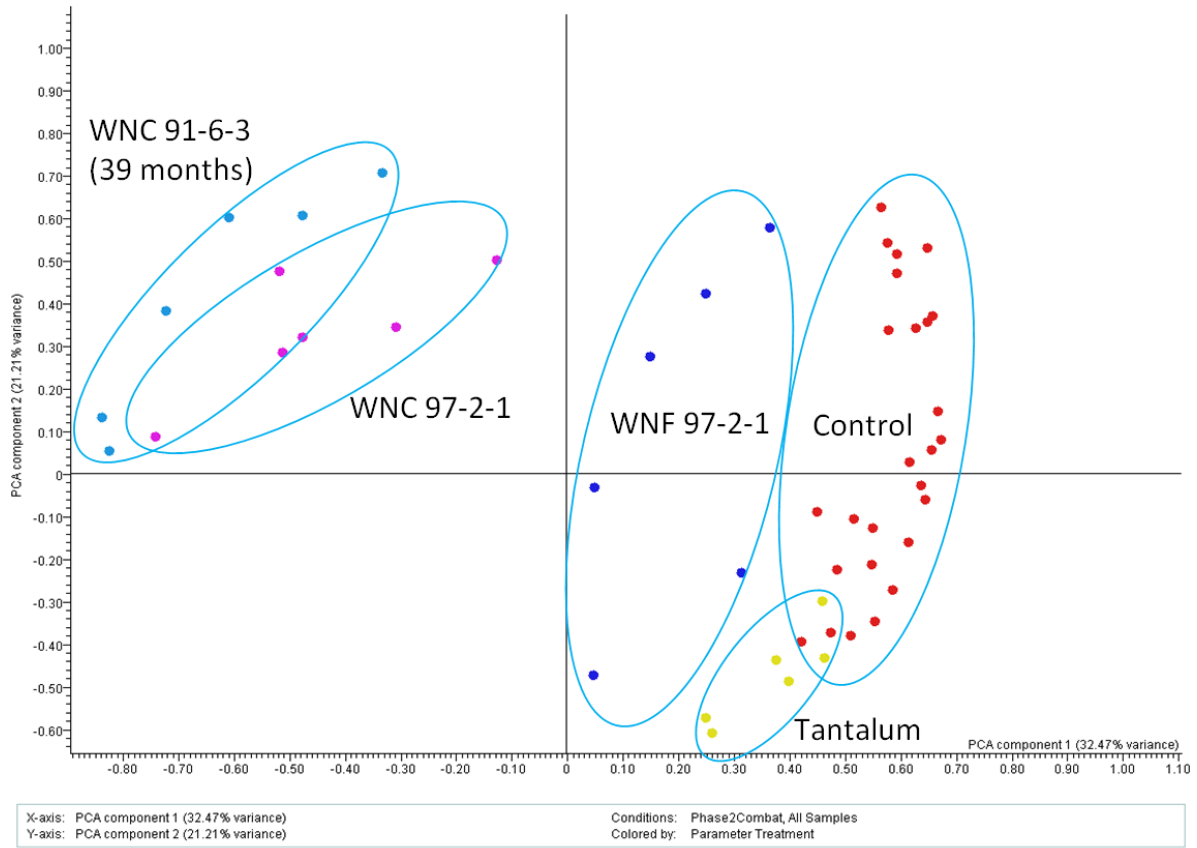 1.00
0.90
0.80
0.70
0.60
0.50
0.40
0.30
0.20
0.10
0
-0.10
-0.20
-0.30
-0.40
-0.50
-0.60
PCA component 2 (21.21% variance)
WNC 91-6-3
(39 months)
WNC 97-2-1
WNF 97-2-1
Control
Tantalum
PCA component 1 (32.47% variance)
-0.80 -0.70 -0.60 -0.50 -0.40 -0.30 -0.20 -0.10 0 0.10 0.20 0.30 0.40 0.50 0.60 0.70 0.80 0.90 1.00 1.10
X-axis: PCA component 1 (32.47% variance) Conditions: Phase2Combat, All Samples
Y-axis: PCA component 2 (21.21% variance) Colored by: Parameter Treatment